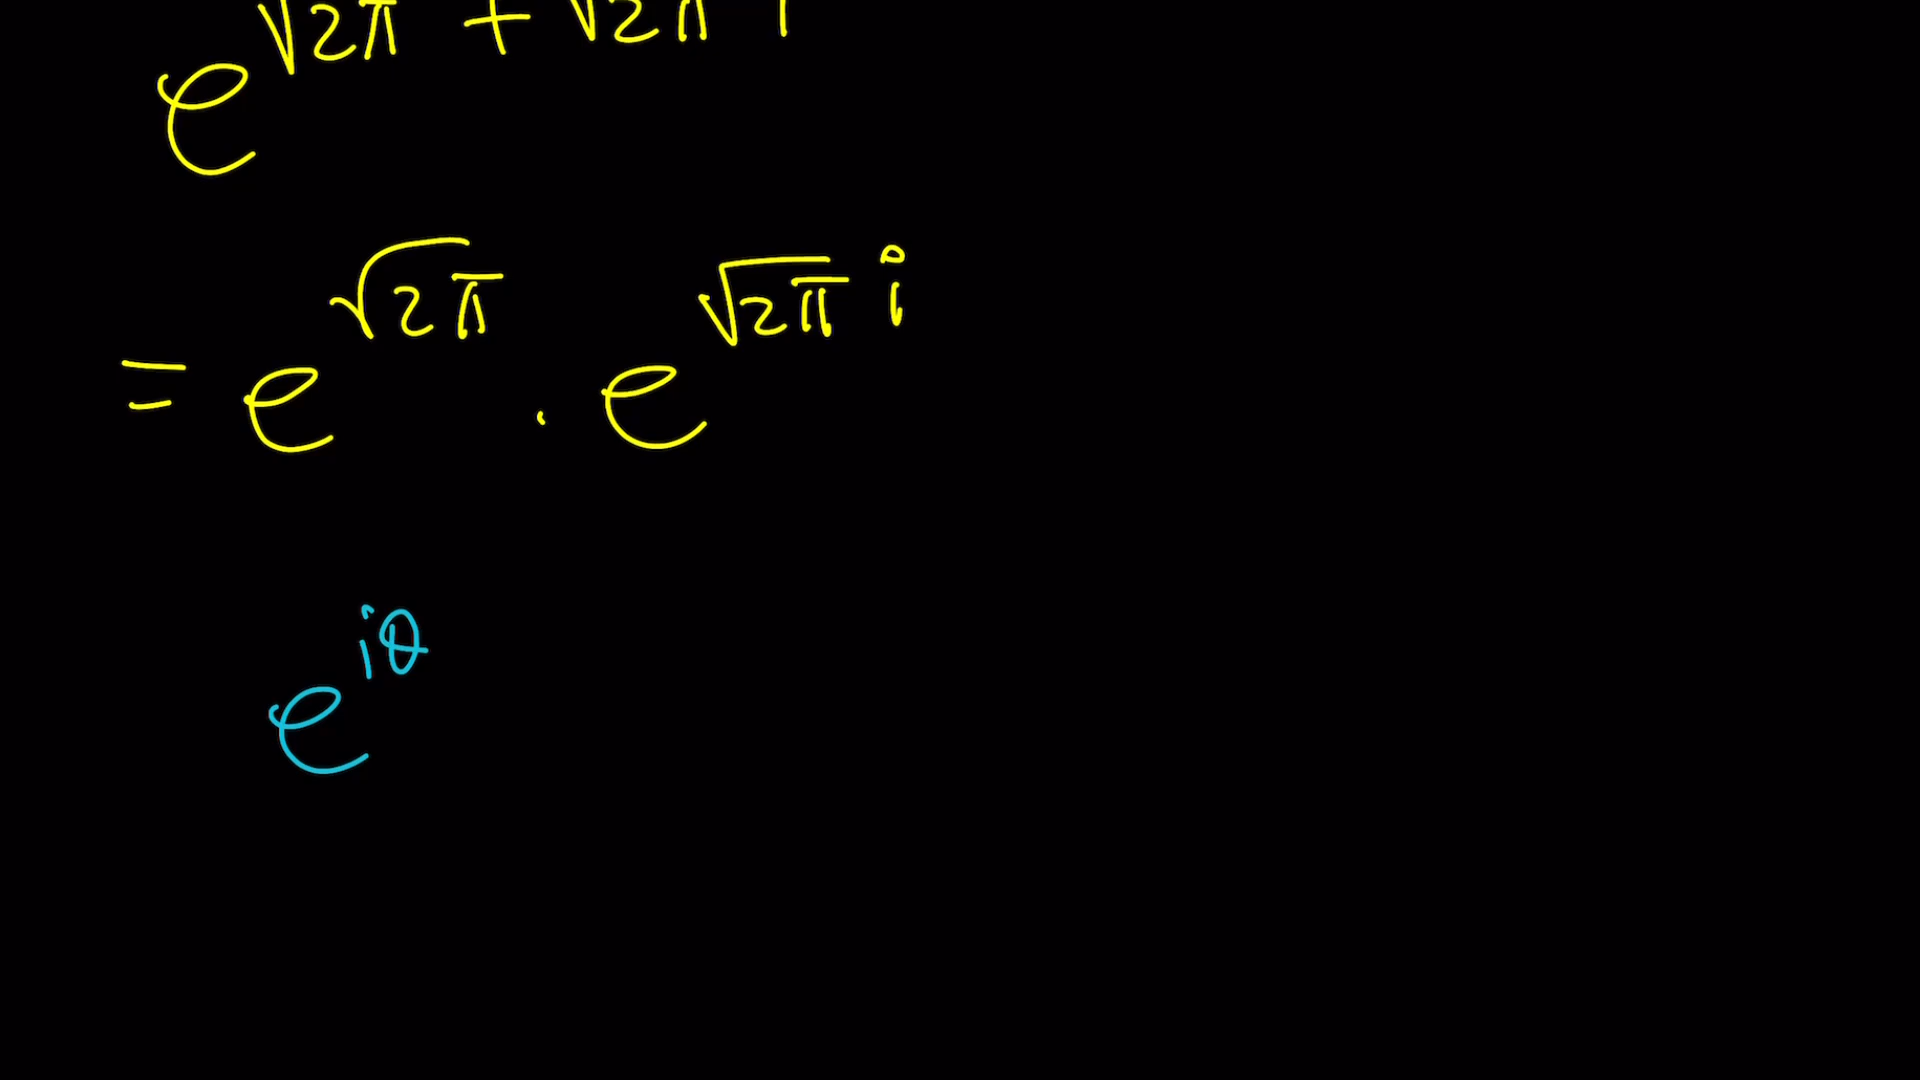 e^√2π + √2π i
= e^√2π · e^√2π i
e^iθ